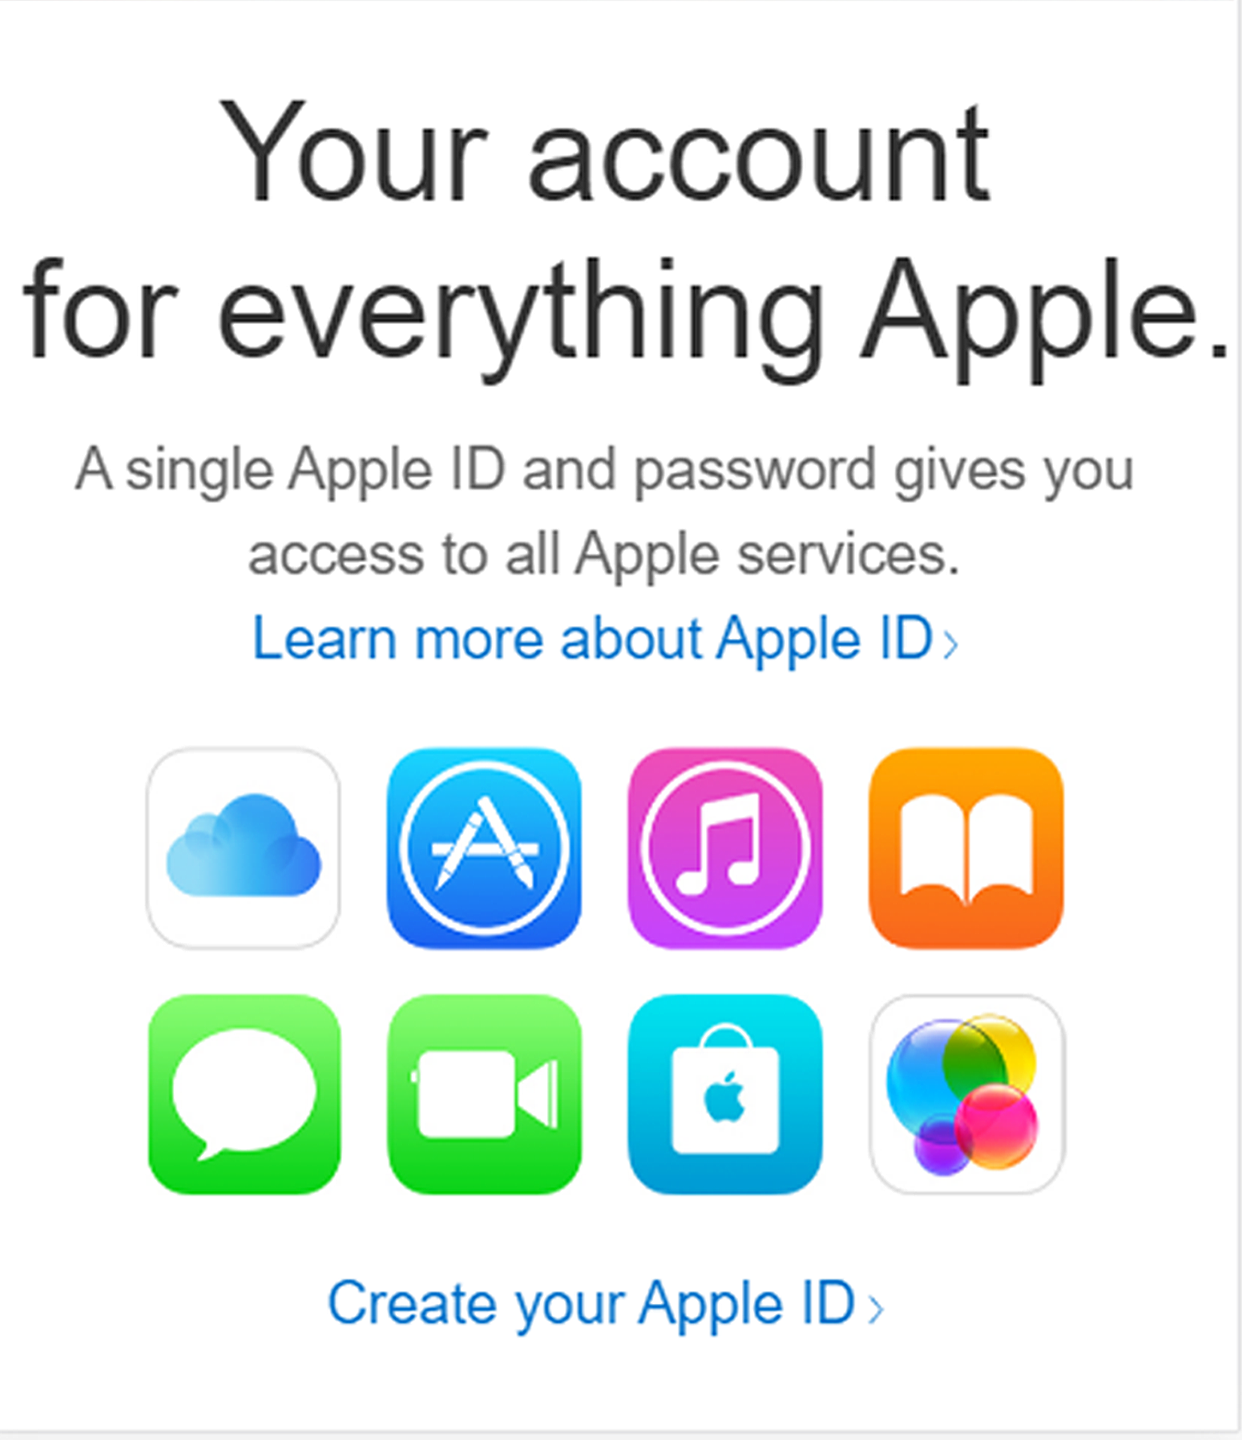 Your account
for everything Apple.
A single Apple ID and password gives you
access to all Apple services.
Learn more about Apple ID ›
Create your Apple ID ›